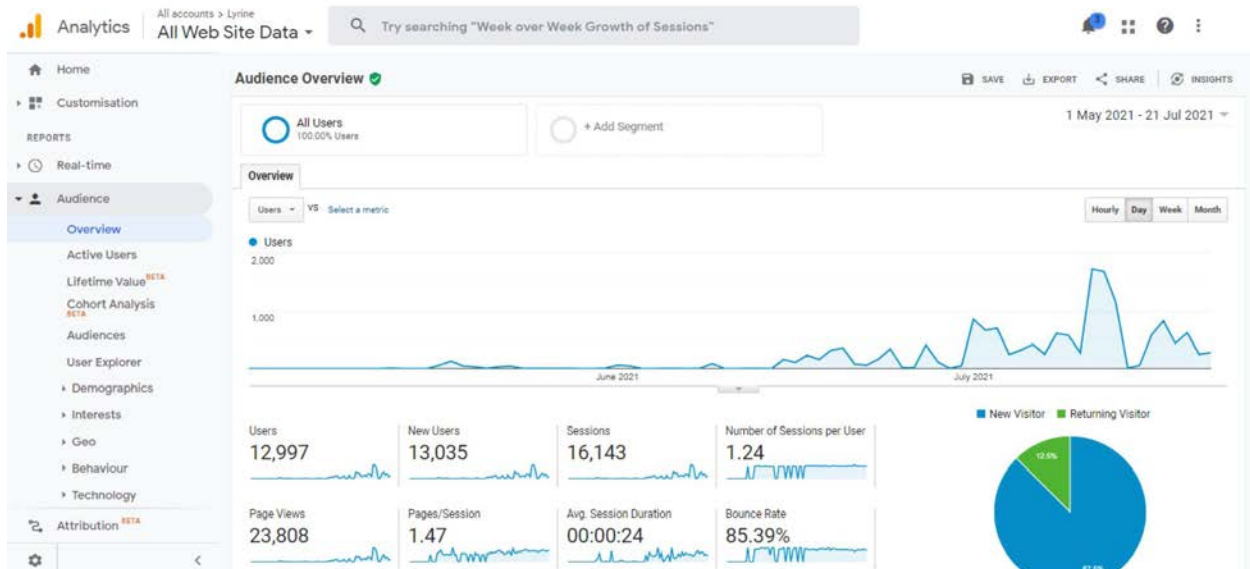 All accounts > Lyrine
Analytics
All Web Site Data
Try searching "Week over Week Growth of Sessions"
3
Home
Customisation
REPORTS
Real-time
Audience
Overview
Active Users
Lifetime Value BETA
Cohort Analysis
BETA
Audiences
User Explorer
Demographics
Interests
Geo
Behaviour
Technology
Attribution BETA
Audience Overview
SAVE EXPORT SHARE INSIGHTS
All Users
100.00% Users
+ Add Segment
1 May 2021 - 21 Jul 2021
Overview
Users VS Select a metric
Hourly Day Week Month
Users
2,000
1,000
June 2021 July 2021
New Visitor Returning Visitor
Users New Users Sessions Number of Sessions per User
12,997 13,035 16,143 1.24
Page Views Pages/Session Avg. Session Duration Bounce Rate
23,808 1.47 00:00:24 85.39%
12.5%
87.5%